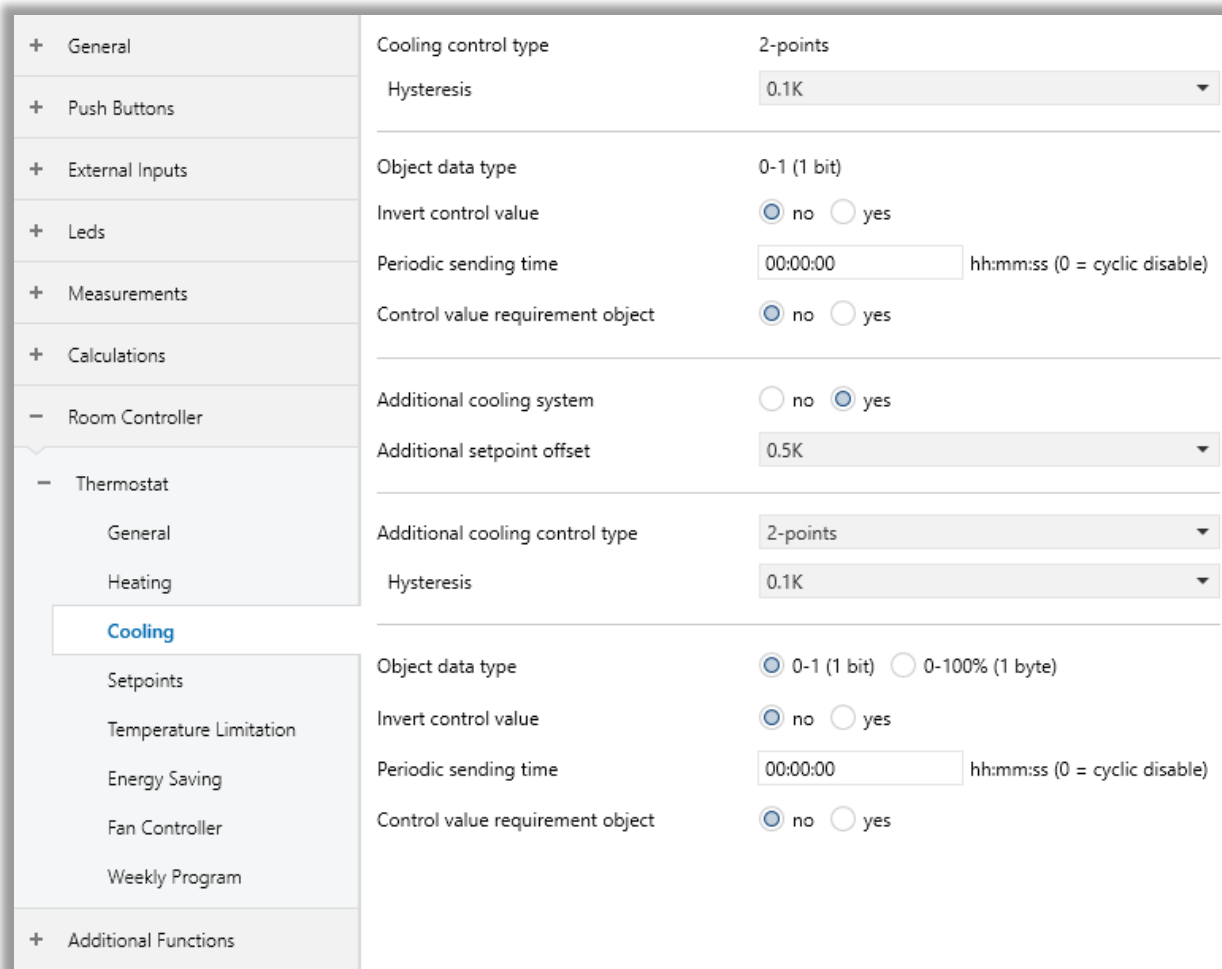 General
Push Buttons
External Inputs
Leds
Measurements
Calculations
Room Controller
Thermostat
General
Heating
Cooling
Setpoints
Temperature Limitation
Energy Saving
Fan Controller
Weekly Program
Additional Functions
Cooling control type 2-points
Hysteresis 0.1K
Object data type 0-1 (1 bit)
Invert control value no yes
Periodic sending time 00:00:00 hh:mm:ss (0 = cyclic disable)
Control value requirement object no yes
Additional cooling system no yes
Additional setpoint offset 0.5K
Additional cooling control type 2-points
Hysteresis 0.1K
Object data type 0-1 (1 bit) 0-100% (1 byte)
Invert control value no yes
Periodic sending time 00:00:00 hh:mm:ss (0 = cyclic disable)
Control value requirement object no yes